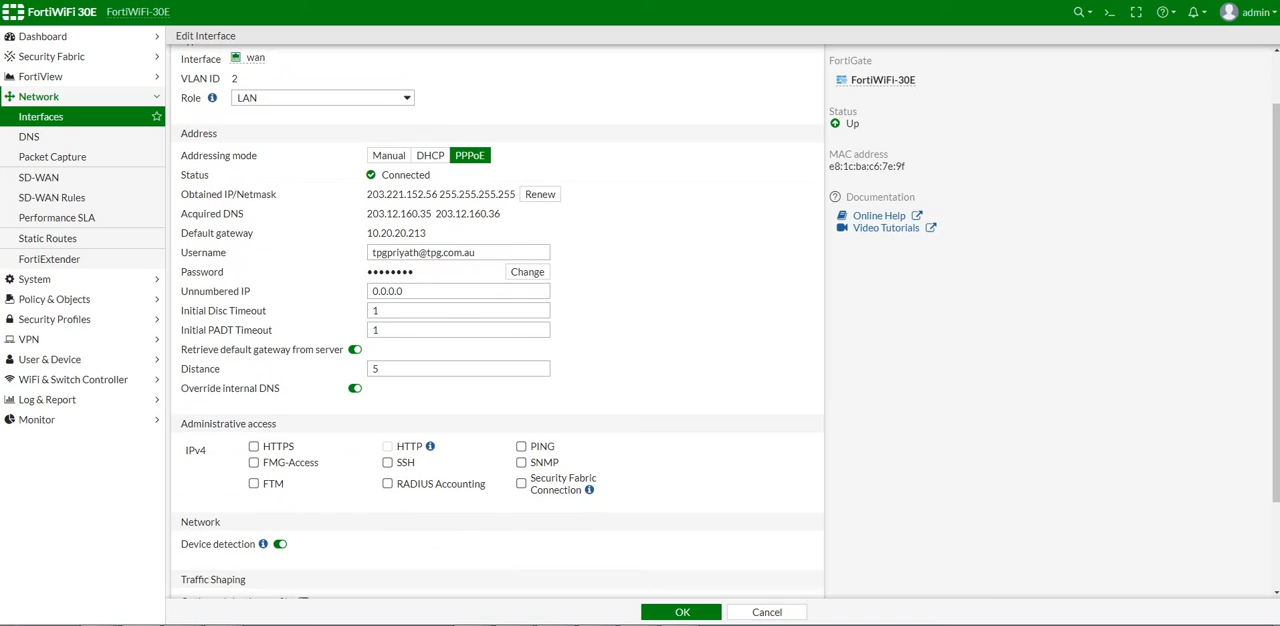 FortiWiFi 30E FortiWiFi-30E admin
Dashboard
Security Fabric
FortiView
Network
Interfaces
DNS
Packet Capture
SD-WAN
SD-WAN Rules
Performance SLA
Static Routes
FortiExtender
System
Policy & Objects
Security Profiles
VPN
User & Device
WiFi & Switch Controller
Log & Report
Monitor
Edit Interface
Interface wan
VLAN ID 2
Role LAN
Address
Addressing mode Manual DHCP PPPoE
Status Connected
Obtained IP/Netmask 203.221.152.56 255.255.255.255 Renew
Acquired DNS 203.12.160.35 203.12.160.36
Default gateway 10.20.20.213
Username tpgpriyath@tpg.com.au
Password •••••••• Change
Unnumbered IP 0.0.0.0
Initial Disc Timeout 1
Initial PADT Timeout 1
Retrieve default gateway from server
Distance 5
Override internal DNS
Administrative access
IPv4 HTTPS HTTP PING
FMG-Access SSH SNMP
FTM RADIUS Accounting Security Fabric
Connection
Network
Device detection
Traffic Shaping
OK Cancel
FortiGate
FortiWiFi-30E
Status
Up
MAC address
e8:1c:ba:c6:7e:9f
Documentation
Online Help
Video Tutorials